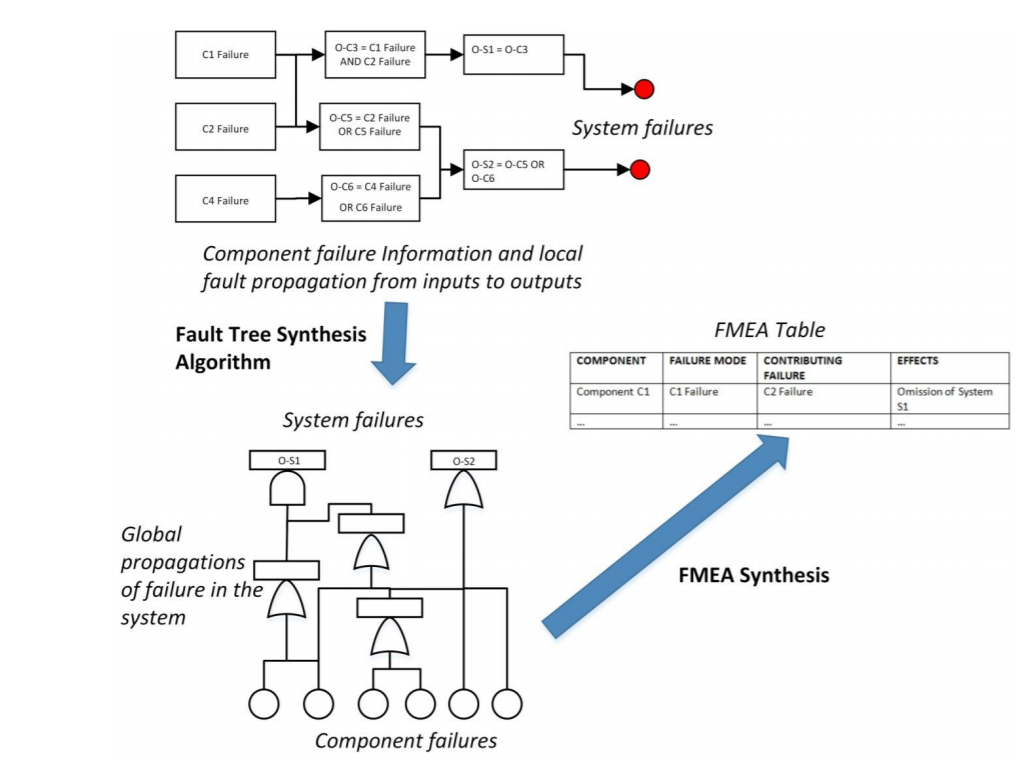 C1 Failure
O-C3 = C1 Failure
AND C2 Failure
O-S1 = O-C3
C2 Failure
O-C5 = C2 Failure
OR C5 Failure
System failures
C4 Failure
O-C6 = C4 Failure
OR C6 Failure
O-S2 = O-C5 OR
O-C6
Component failure Information and local
fault propagation from inputs to outputs
Fault Tree Synthesis
Algorithm
FMEA Table
COMPONENT
FAILURE MODE
CONTRIBUTING
FAILURE
EFFECTS
Component C1
C1 Failure
C2 Failure
Omission of System
S1
...
...
...
...
System failures
O-S1
O-S2
Global
propagations
of failure in the
system
FMEA Synthesis
Component failures